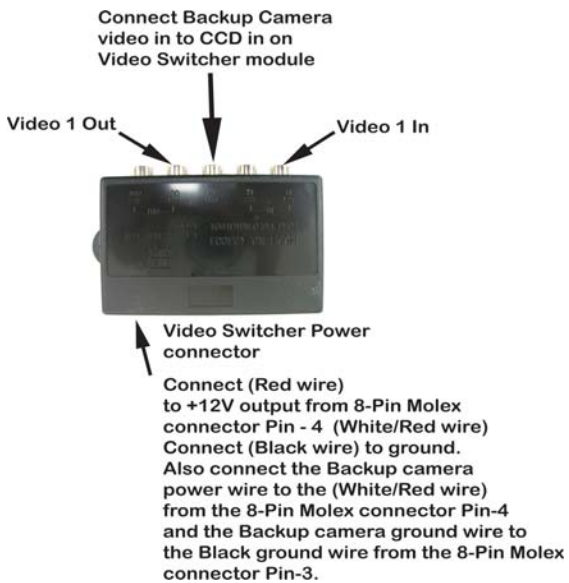 Connect Backup Camera
video in to CCD in on
Video Switcher module
Video 1 Out
Video 1 In
Video Switcher Power
connector
Connect (Red wire)
to +12V output from 8-Pin Molex
connector Pin - 4 (White/Red wire)
Connect (Black wire) to ground.
Also connect the Backup camera
power wire to the (White/Red wire)
from the 8-Pin Molex connector Pin-4
and the Backup camera ground wire to
the Black ground wire from the 8-Pin Molex
connector Pin-3.